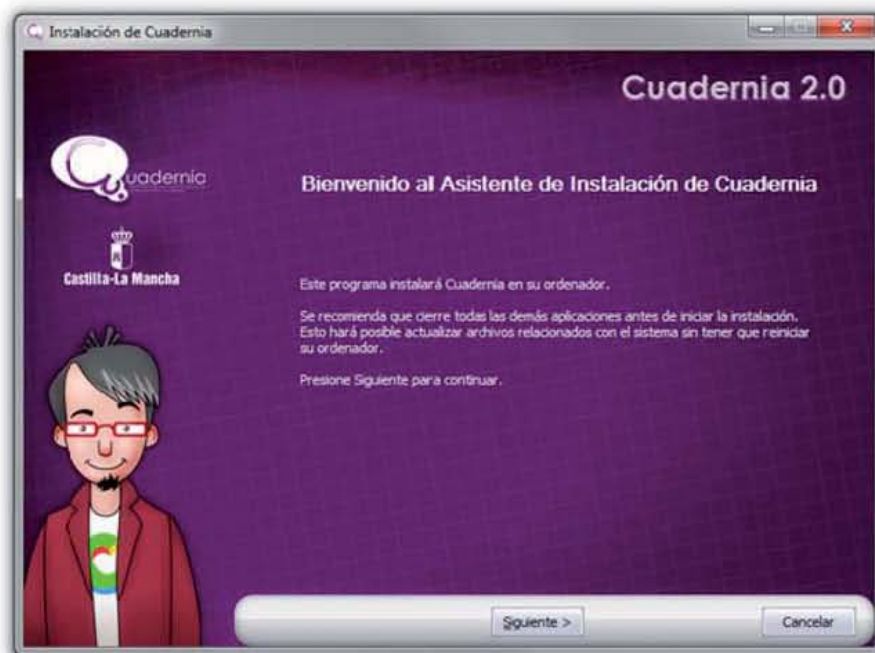 Instalación de Cuadernia
Cuadernia 2.0
Cuadernia
Castilla-La Mancha
Bienvenido al Asistente de Instalación de Cuadernia
Este programa instalará Cuadernia en su ordenador.
Se recomienda que cierre todas las demás aplicaciones antes de iniciar la instalación.
Esto hará posible actualizar archivos relacionados con el sistema sin tener que reiniciar
su ordenador.
Presione Siguiente para continuar.
Siguiente >
Cancelar